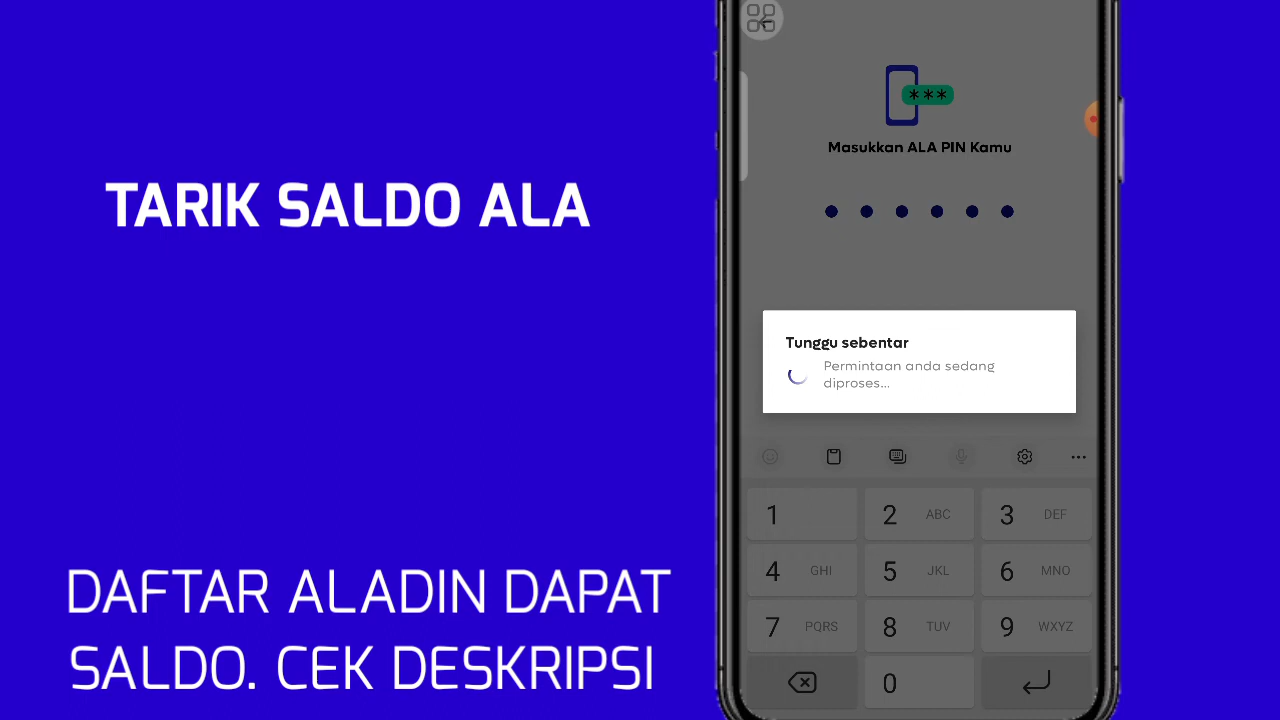 TARIK SALDO ALA
DAFTAR ALADIN DAPAT
SALDO. CEK DESKRIPSI
***
Masukkan ALA PIN Kamu
Tunggu sebentar
Permintaan anda sedang
diproses...
1
2 ABC
3 DEF
4 GHI
5 JKL
6 MNO
7 PQRS
8 TUV
9 WXYZ
0